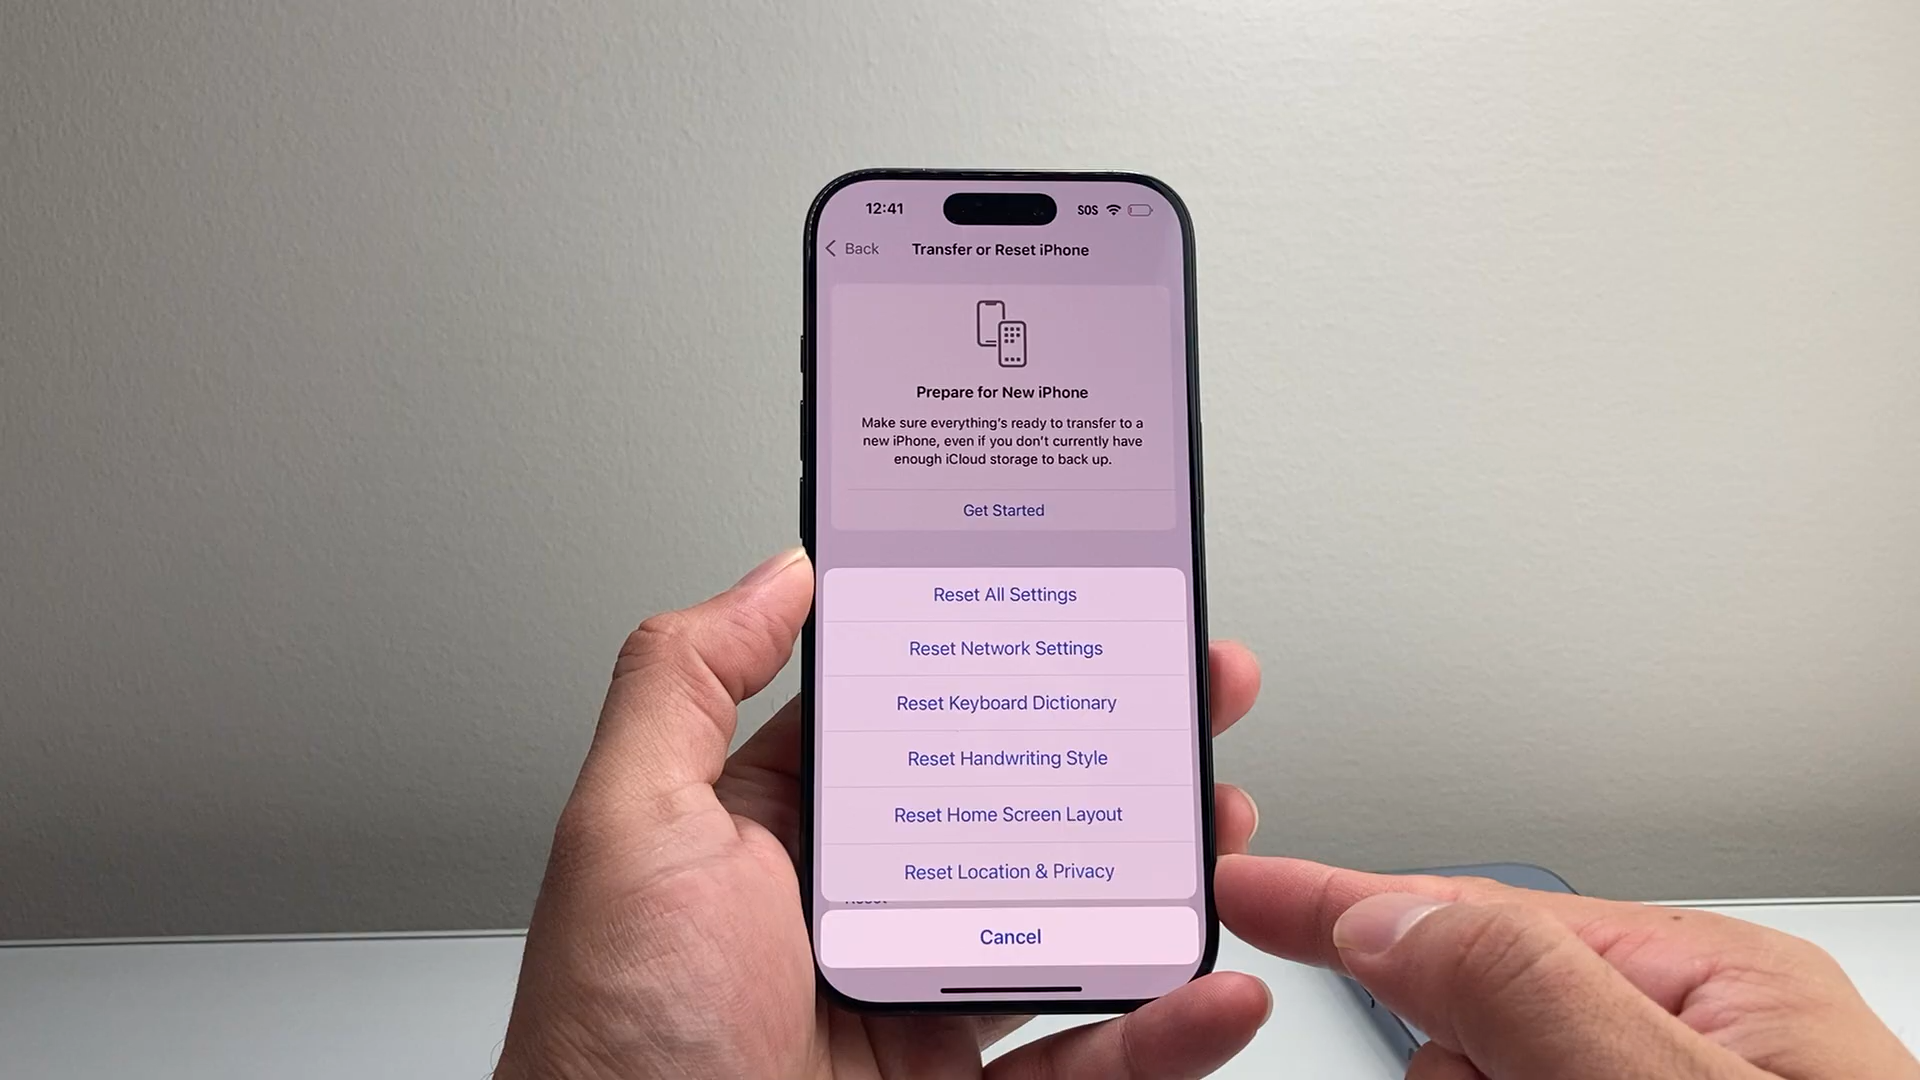 12:41
SOS
Back
Transfer or Reset iPhone
Prepare for New iPhone
Make sure everything's ready to transfer to a
new iPhone, even if you don't currently have
enough iCloud storage to back up.
Get Started
Reset All Settings
Reset Network Settings
Reset Keyboard Dictionary
Reset Handwriting Style
Reset Home Screen Layout
Reset Location & Privacy
Reset
Cancel